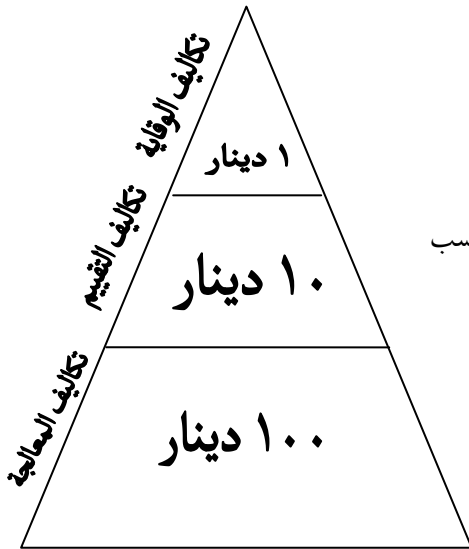 تكاليف الوقاية
١ دينار
تكاليف التقييم
١٠ دينار
تكاليف المعالجة
١٠٠ دينار